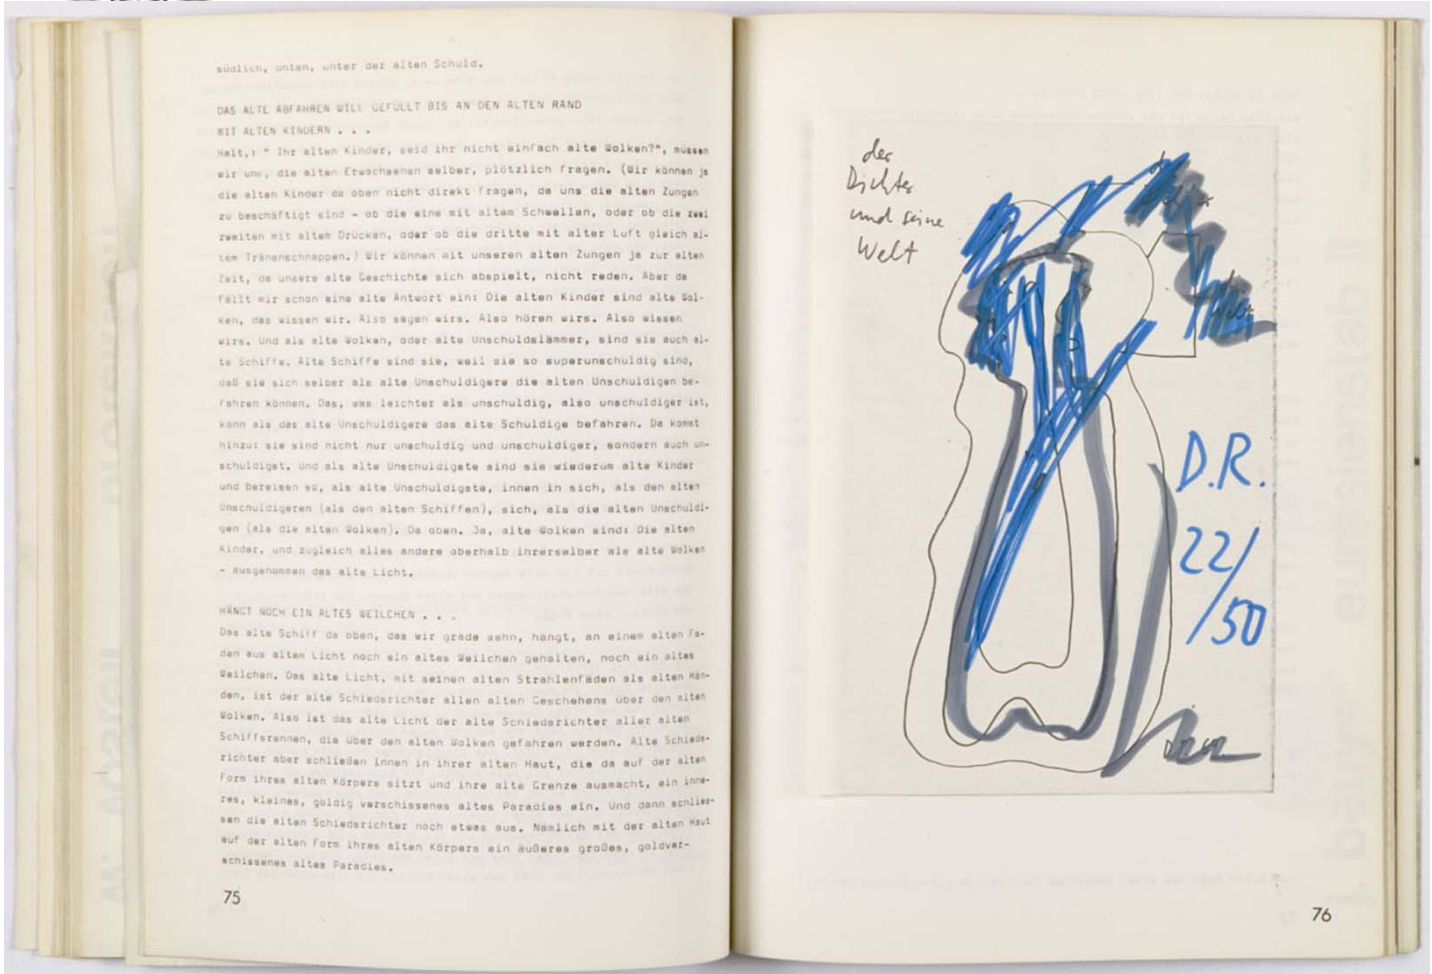 südlich, unten, unter der alten Schuld.
DAS ALTE ABFAHREN WILL GEFÜLLT BIS AN DEN ALTEN RAND
MIT ALTEN KINDERN . . .
Halt,: " Ihr alten Kinder, seid ihr nicht einfach alte Wolken?", müssen
wir uns, die alten Erwachsenen selber, plötzlich fragen. (Wir können ja
die alten Kinder da oben nicht direkt fragen, da uns die alten Zungen
zu beschäftigt sind - ob die eine mit altem Schwellen, oder ob die zwei
zweiten mit altem Drücken, oder ob die dritte mit alter Luft gleich al-
tem Tränenschnappen.) Wir können mit unseren alten Zungen ja zur alten
Zeit, da unsere alte Geschichte sich abspielt, nicht reden. Aber da
fällt mir schon eine alte Antwort ein: Die alten Kinder sind alte Wol-
ken, das wissen wir. Also sagen wirs. Also hören wirs. Also wissen
wirs. Und als alte Wolken, oder alte Unschuldslämmer, sind sie auch al-
te Schiffe. Alte Schiffe sind sie, weil sie so superunschuldig sind,
daß sie sich selber als alte Unschuldigere die alten Unschuldigen be-
fahren können. Das, was leichter als unschuldig, also unschuldiger ist,
kann als das alte Unschuldigere das alte Schuldige befahren. Da kommt
hinzu: sie sind nicht nur unschuldig und unschuldiger, sondern auch un-
schuldigst. Und als alte Unschuldigste sind sie wiederum alte Kinder
und bereisen so, als alte Unschuldigste, innen in sich, als den alten
Unschuldigeren (als den alten Schiffen), sich, als die alten Unschuldi-
gen (als die alten Wolken). Da oben. Ja, alte Wolken sind: Die alten
Kinder, und zugleich alles andere oberhalb ihrerselber als alte Wolken
- ausgenommen das alte Licht.
HÄNGT NOCH EIN ALTES WEILCHEN . . .
Das alte Schiff da oben, das wir grade sehn, hängt, an einem alten Fa-
den aus altem Licht noch ein altes Weilchen gehalten, noch ein altes
Weilchen. Das alte Licht, mit seinen alten Strahlenfäden als alten Hän-
den, ist der alte Schiedsrichter allen alten Geschehens über den alten
Wolken. Also ist das alte Licht der alte Schiedsrichter aller alten
Schiffsrennen, die über den alten Wolken gefahren werden. Alte Schieds-
richter aber schließen innen in ihrer alten Haut, die da auf der alten
Form ihres alten Körpers sitzt und ihre alte Grenze ausmacht, ein inne-
res, kleines, goldig verschissenes altes Paradies ein. Und dann schlies-
sen die alten Schiedsrichter noch etwas aus. Nämlich mit der alten Haut
auf der alten Form ihres alten Körpers ein äußeres großes, goldver-
schissenes altes Paradies.
75
der
Dichter
und seine
Welt
D.R.
22/
/50
76